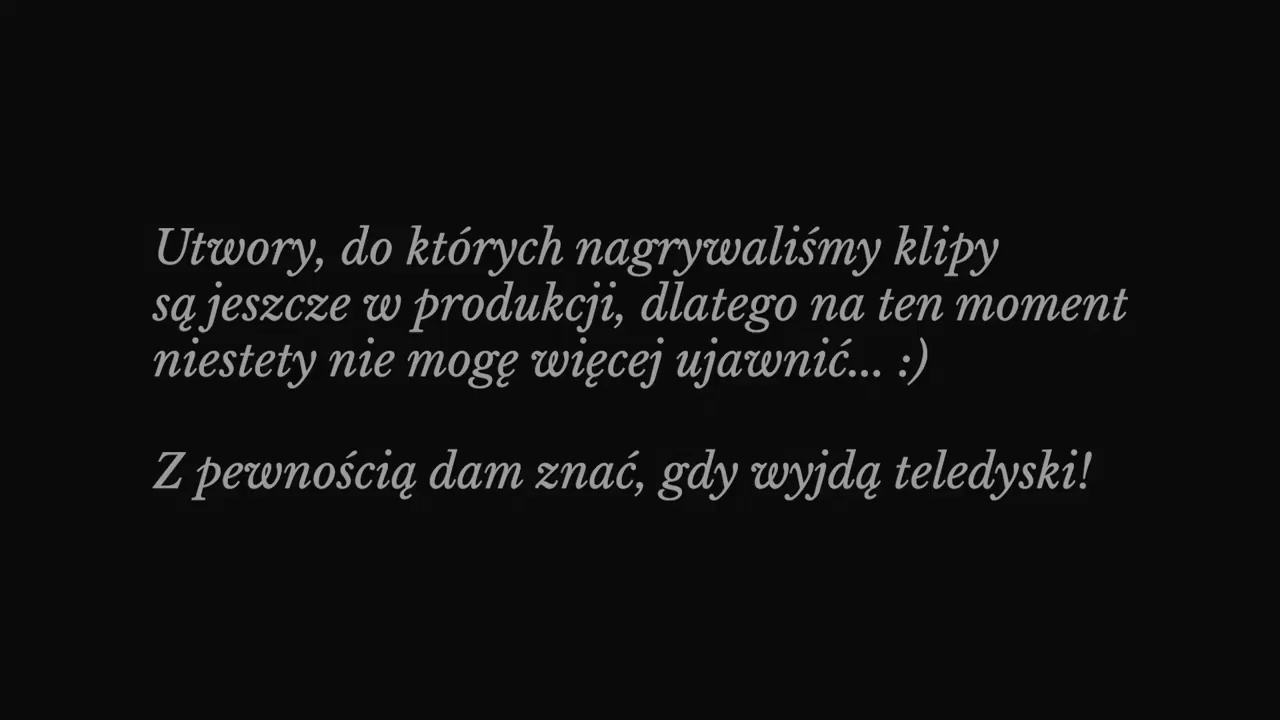 Utwory, do których nagrywaliśmy klipy
są jeszcze w produkcji, dlatego na ten moment
niestety nie mogę więcej ujawnić... :)
Z pewnością dam znać, gdy wyjdą teledyski!